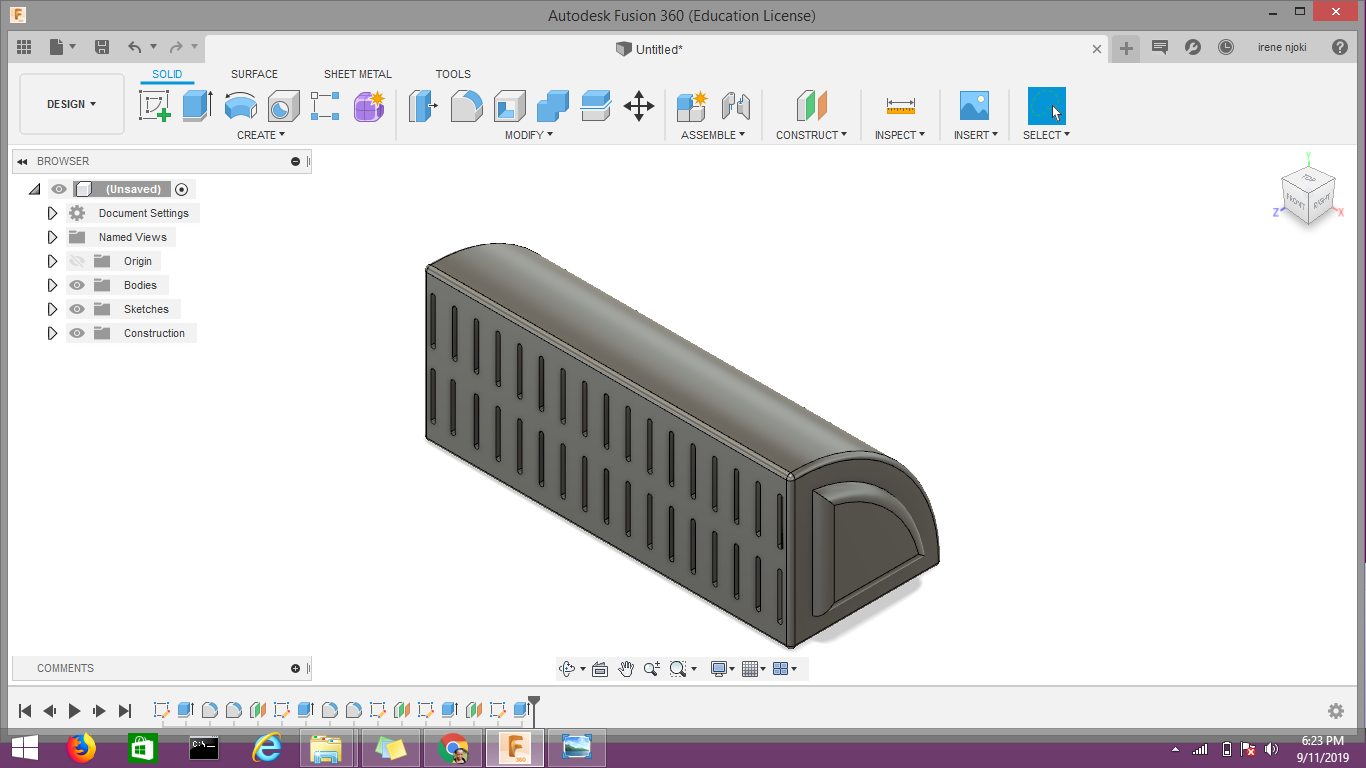 Autodesk Fusion 360 (Education License)
Untitled*
irene njoki
DESIGN
SOLID
SURFACE
SHEET METAL
TOOLS
CREATE
MODIFY
ASSEMBLE
CONSTRUCT
INSPECT
INSERT
SELECT
BROWSER
(Unsaved)
Document Settings
Named Views
Origin
Bodies
Sketches
Construction
Y
TOP
FRONT
RIGHT
Z
X
COMMENTS
C:\_
F
360
6:23 PM
9/11/2019